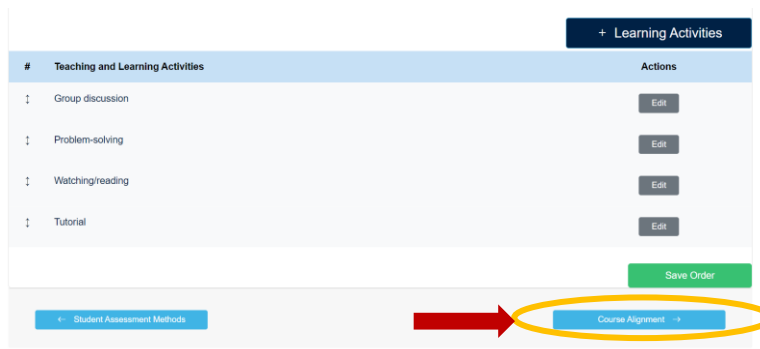 + Learning Activities
# Teaching and Learning Activities Actions
↕ Group discussion Edit
↕ Problem-solving Edit
↕ Watching/reading Edit
↕ Tutorial Edit
Save Order
← Student Assessment Methods Course Alignment →